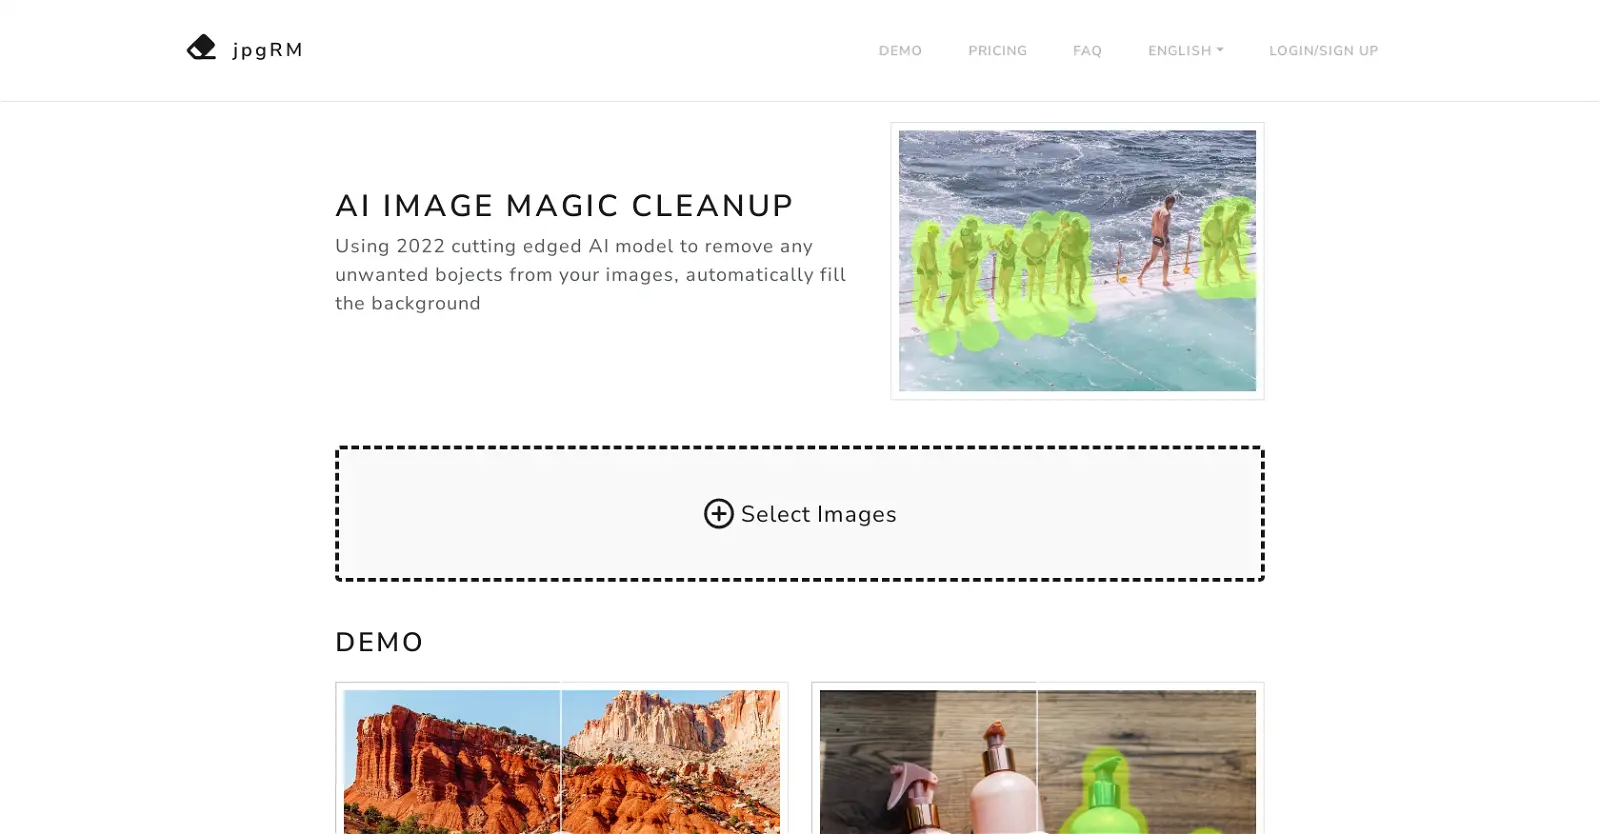 jpgRM
DEMO
PRICING
FAQ
ENGLISH
LOGIN/SIGN UP
AI IMAGE MAGIC CLEANUP
Using 2022 cutting edged AI model to remove any
unwanted bojects from your images, automatically fill
the background
Select Images
DEMO